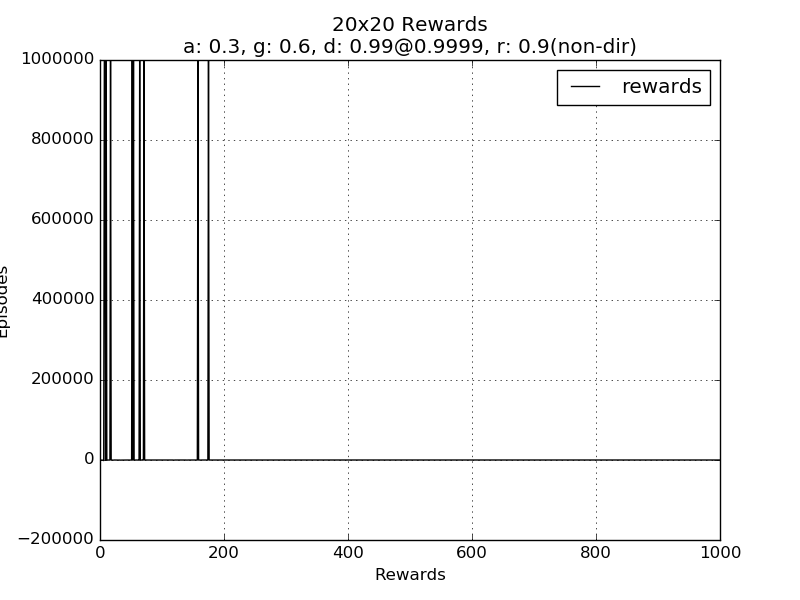 20x20 Rewards
a: 0.3, g: 0.6, d: 0.99@0.9999, r: 0.9(non-dir)
1000000
rewards
800000
600000
400000
Episodes
200000
0
−200000
0 200 400 600 800 1000
Rewards